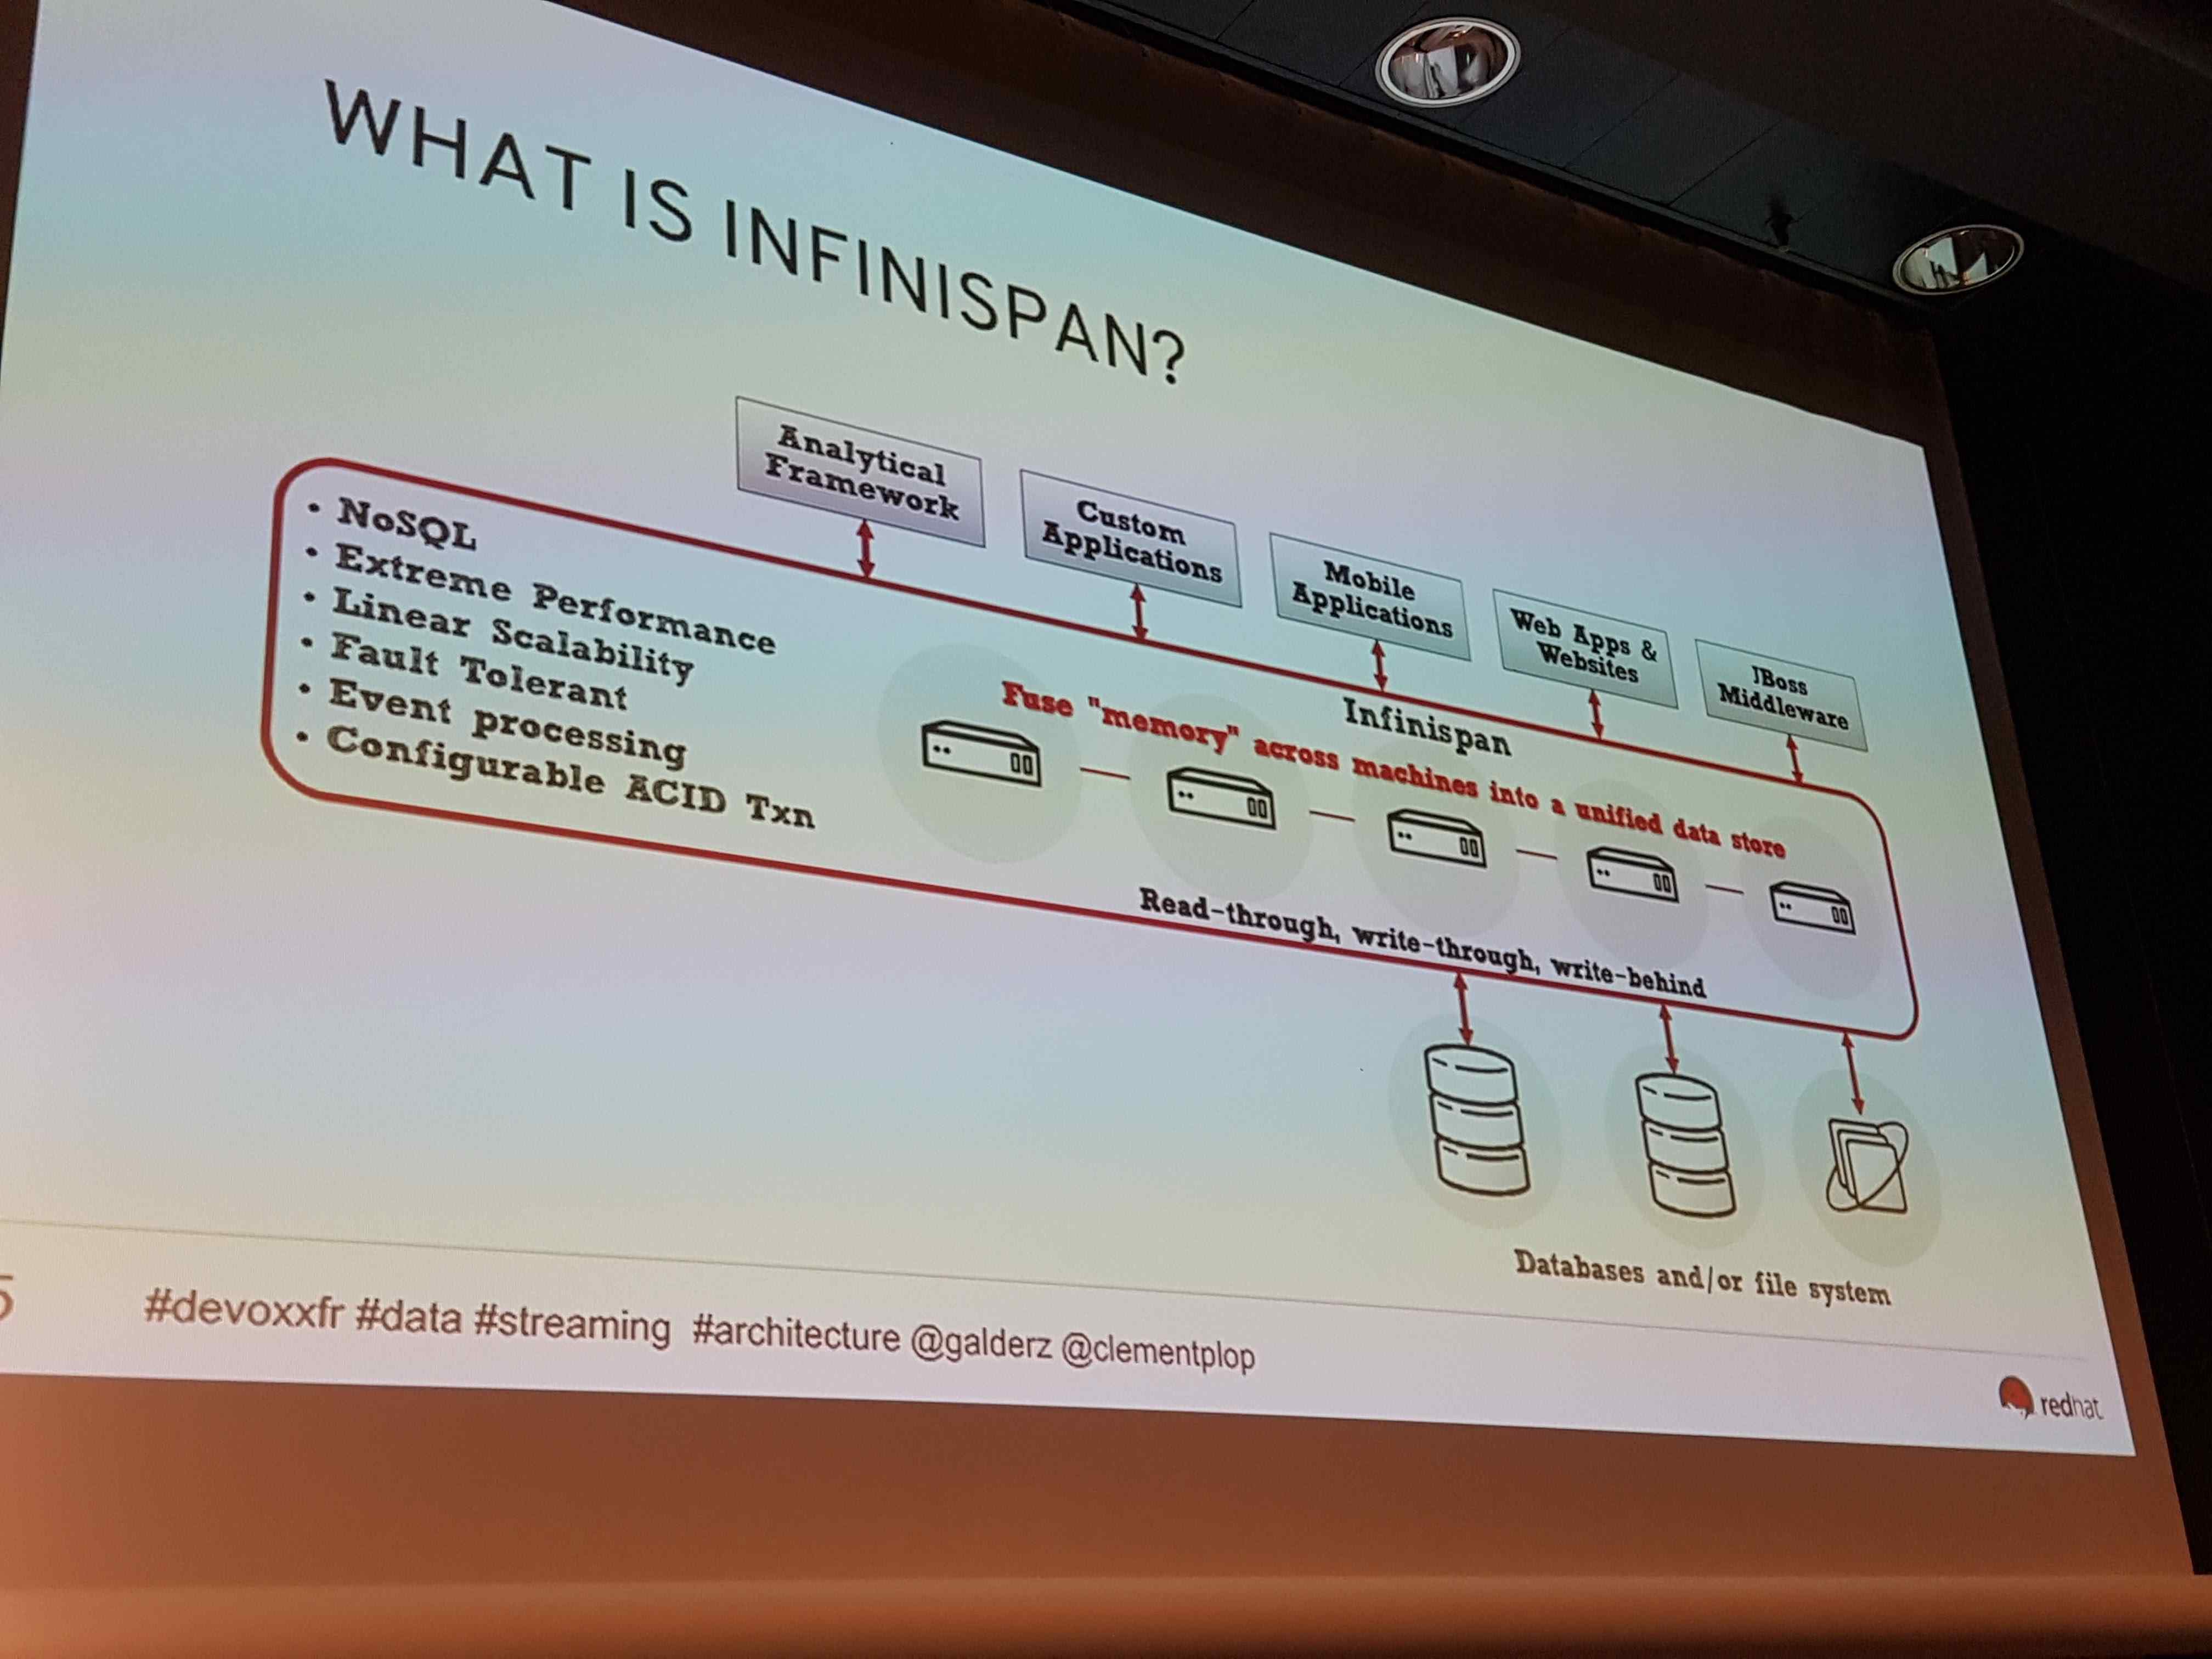 WHAT IS INFINISPAN?
Analytical
Framework
Custom
Applications
Mobile
Applications
Web Apps &
Websites
JBoss
Middleware
• NoSQL
• Extreme Performance
• Linear Scalability
• Fault Tolerant
• Event processing
• Configurable ACID Txn
Infinispan
Fuse "memory" across machines into a unified data store
Read-through, write-through, write-behind
Databases and/or file system
#devoxxfr #data #streaming #architecture @galderz @clementplop
redhat